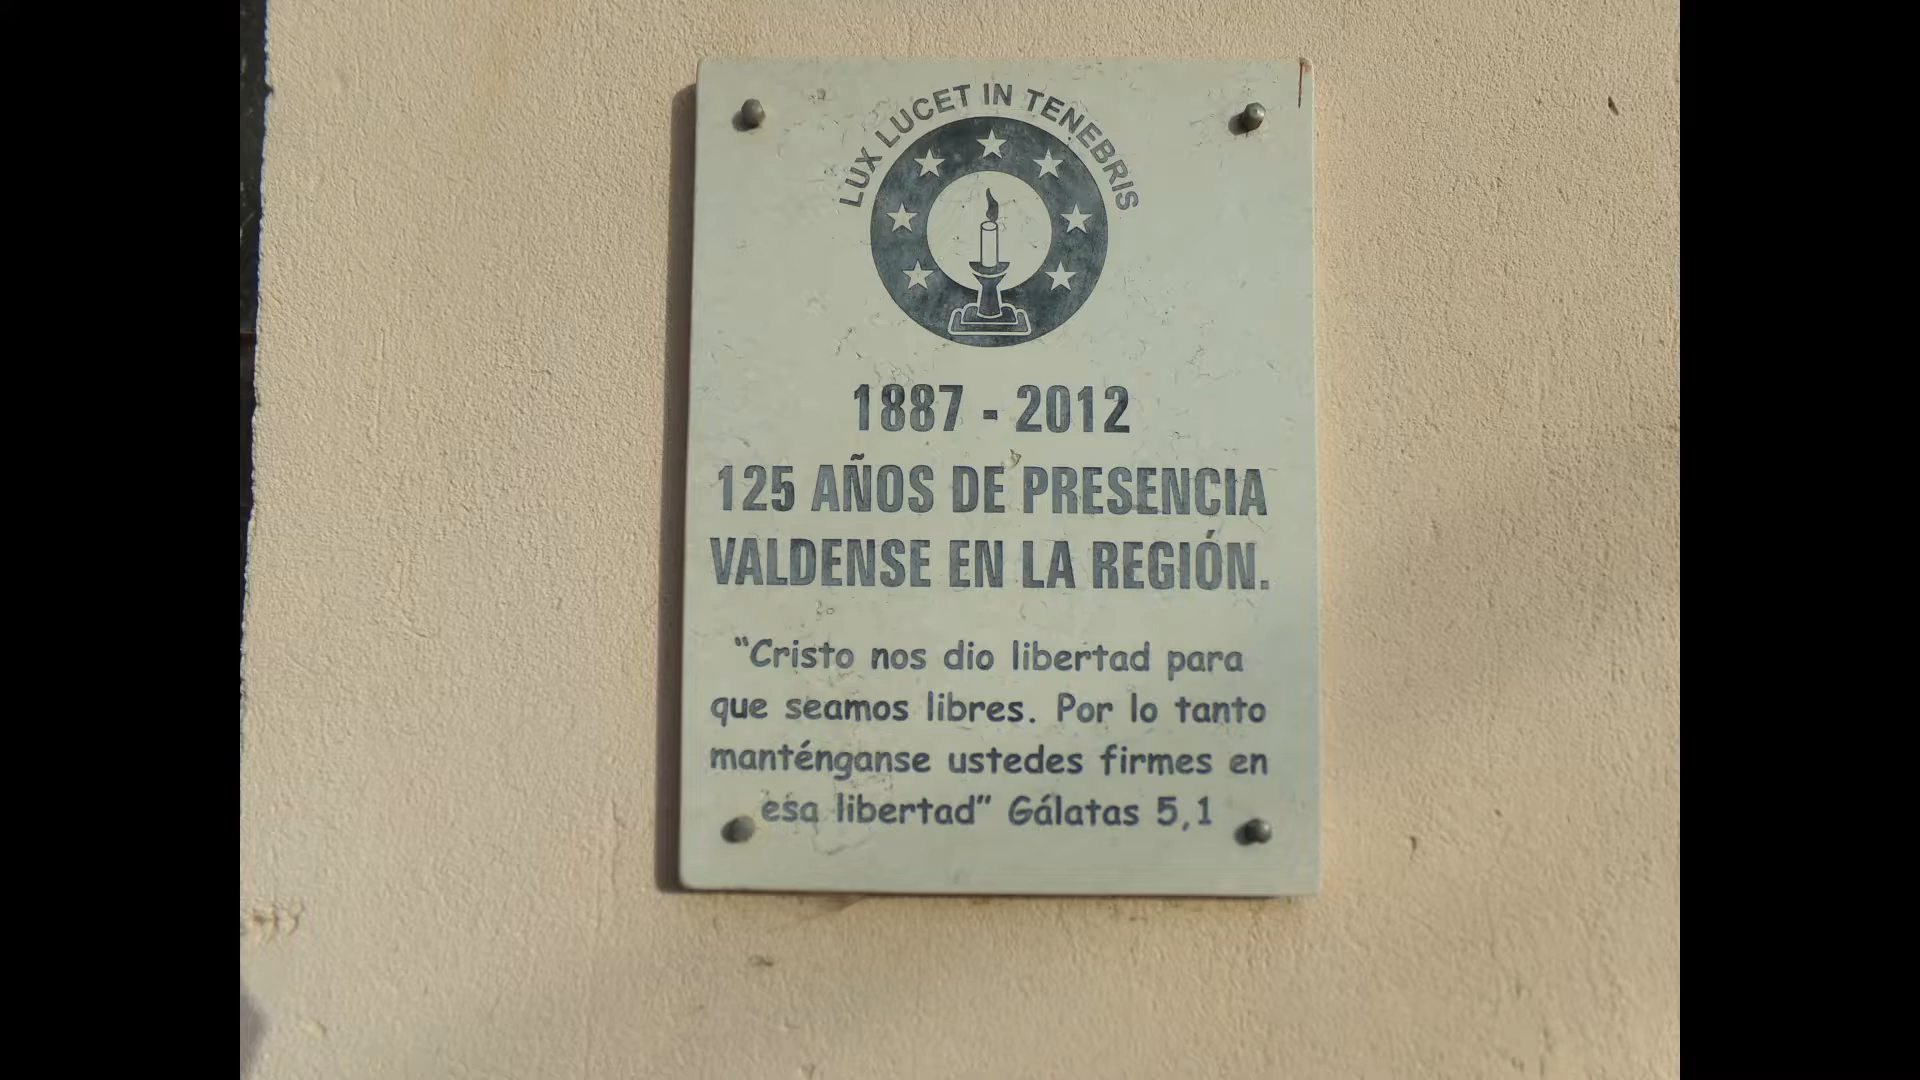 LUX LUCET IN TENEBRIS
1887 - 2012
125 AÑOS DE PRESENCIA
VALDENSE EN LA REGIÓN.
“Cristo nos dio libertad para
que seamos libres. Por lo tanto
manténganse ustedes firmes en
esa libertad” Gálatas 5,1